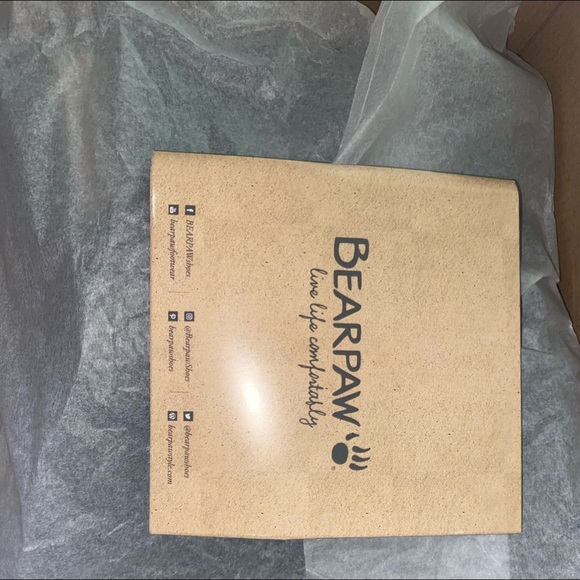 BEARPAW®
live life comfortably
BEARPAWshoes @BearpawShoes @bearpawshoes
bearpawfootwear bearpawshoes bearpawstyle.com